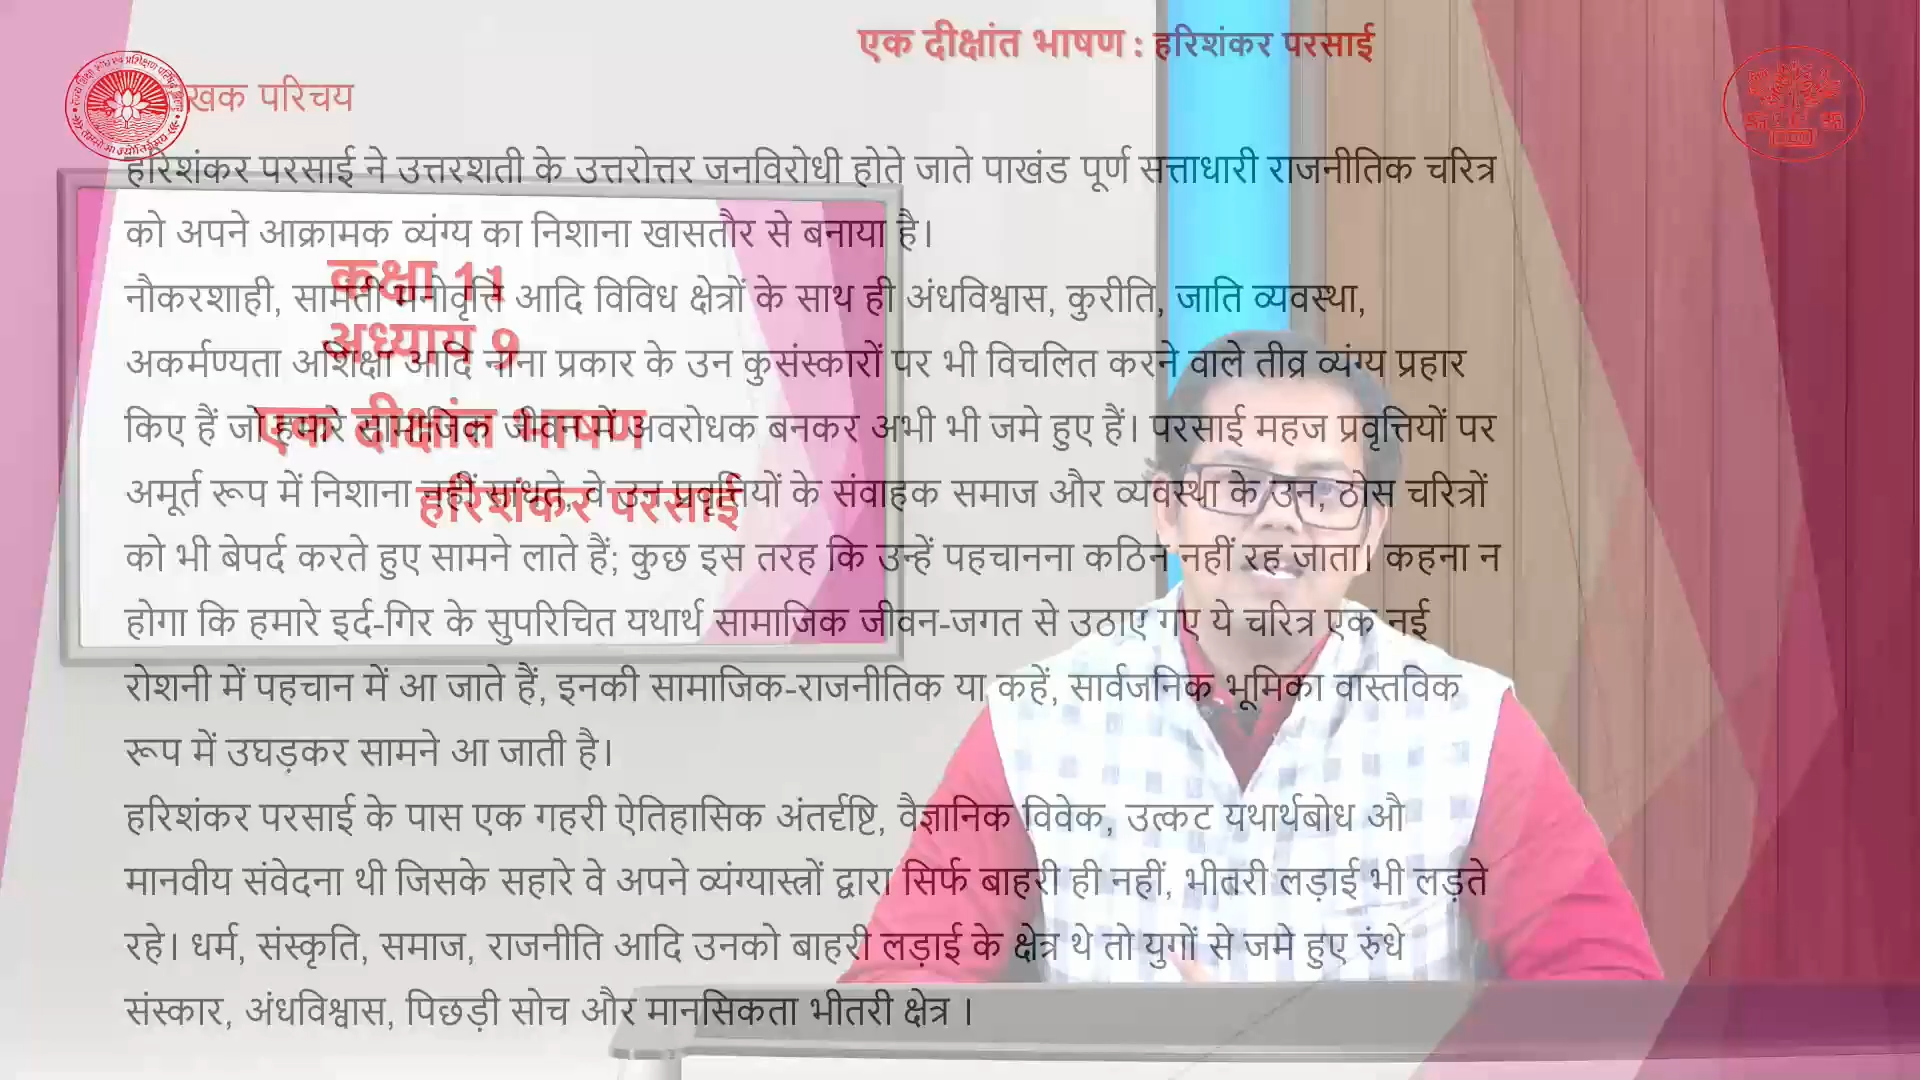 एक दीक्षांत भाषण : हरिशंकर परसाई
परिचय
हरिशंकर परसाई ने उत्तरशती के उत्तरोत्तर जनविरोधी होते जाते पाखंड पूर्ण सत्ताधारी राजनीतिक चरित्र
को अपने आक्रामक व्यंग्य का निशाना खासतौर से बनाया है।
नौकरशाही, सामंती मनोवृत्ति आदि विविध क्षेत्रों के साथ ही अंधविश्वास, कुरीति, जाति व्यवस्था,
अकर्मण्यता अशिक्षा आदि नाना प्रकार के उन कुसंस्कारों पर भी विचलित करने वाले तीव्र व्यंग्य प्रहार
किए हैं जो हमारे सामाजिक जीवन में अवरोधक बनकर अभी भी जमे हुए हैं। परसाई महज प्रवृत्तियों पर
अमूर्त रूप में निशाना नहीं साधते, वे उन प्रवृत्तियों के संवाहक समाज और व्यवस्था के उन, ठोस चरित्रों
को भी बेपर्द करते हुए सामने लाते हैं; कुछ इस तरह कि उन्हें पहचानना कठिन नहीं रह जाता। कहना न
होगा कि हमारे इर्द-गिर के सुपरिचित यथार्थ सामाजिक जीवन-जगत से उठाए गए ये चरित्र एक नई
रोशनी में पहचान में आ जाते हैं, इनकी सामाजिक-राजनीतिक या कहें, सार्वजनिक भूमिका वास्तविक
रूप में उघड़कर सामने आ जाती है।
हरिशंकर परसाई के पास एक गहरी ऐतिहासिक अंतर्दृष्टि, वैज्ञानिक विवेक, उत्कट यथार्थबोध औ
मानवीय संवेदना थी जिसके सहारे वे अपने व्यंग्यास्त्रों द्वारा सिर्फ बाहरी ही नहीं, भीतरी लड़ाई भी लड़ते
रहे। धर्म, संस्कृति, समाज, राजनीति आदि उनको बाहरी लड़ाई के क्षेत्र थे तो युगों से जमे हुए रुंधे
संस्कार, अंधविश्वास, पिछड़ी सोच और मानसिकता भीतरी क्षेत्र ।
कक्षा 11
अध्याय 9
एक दीक्षांत भाषण
हरिशंकर परसाई